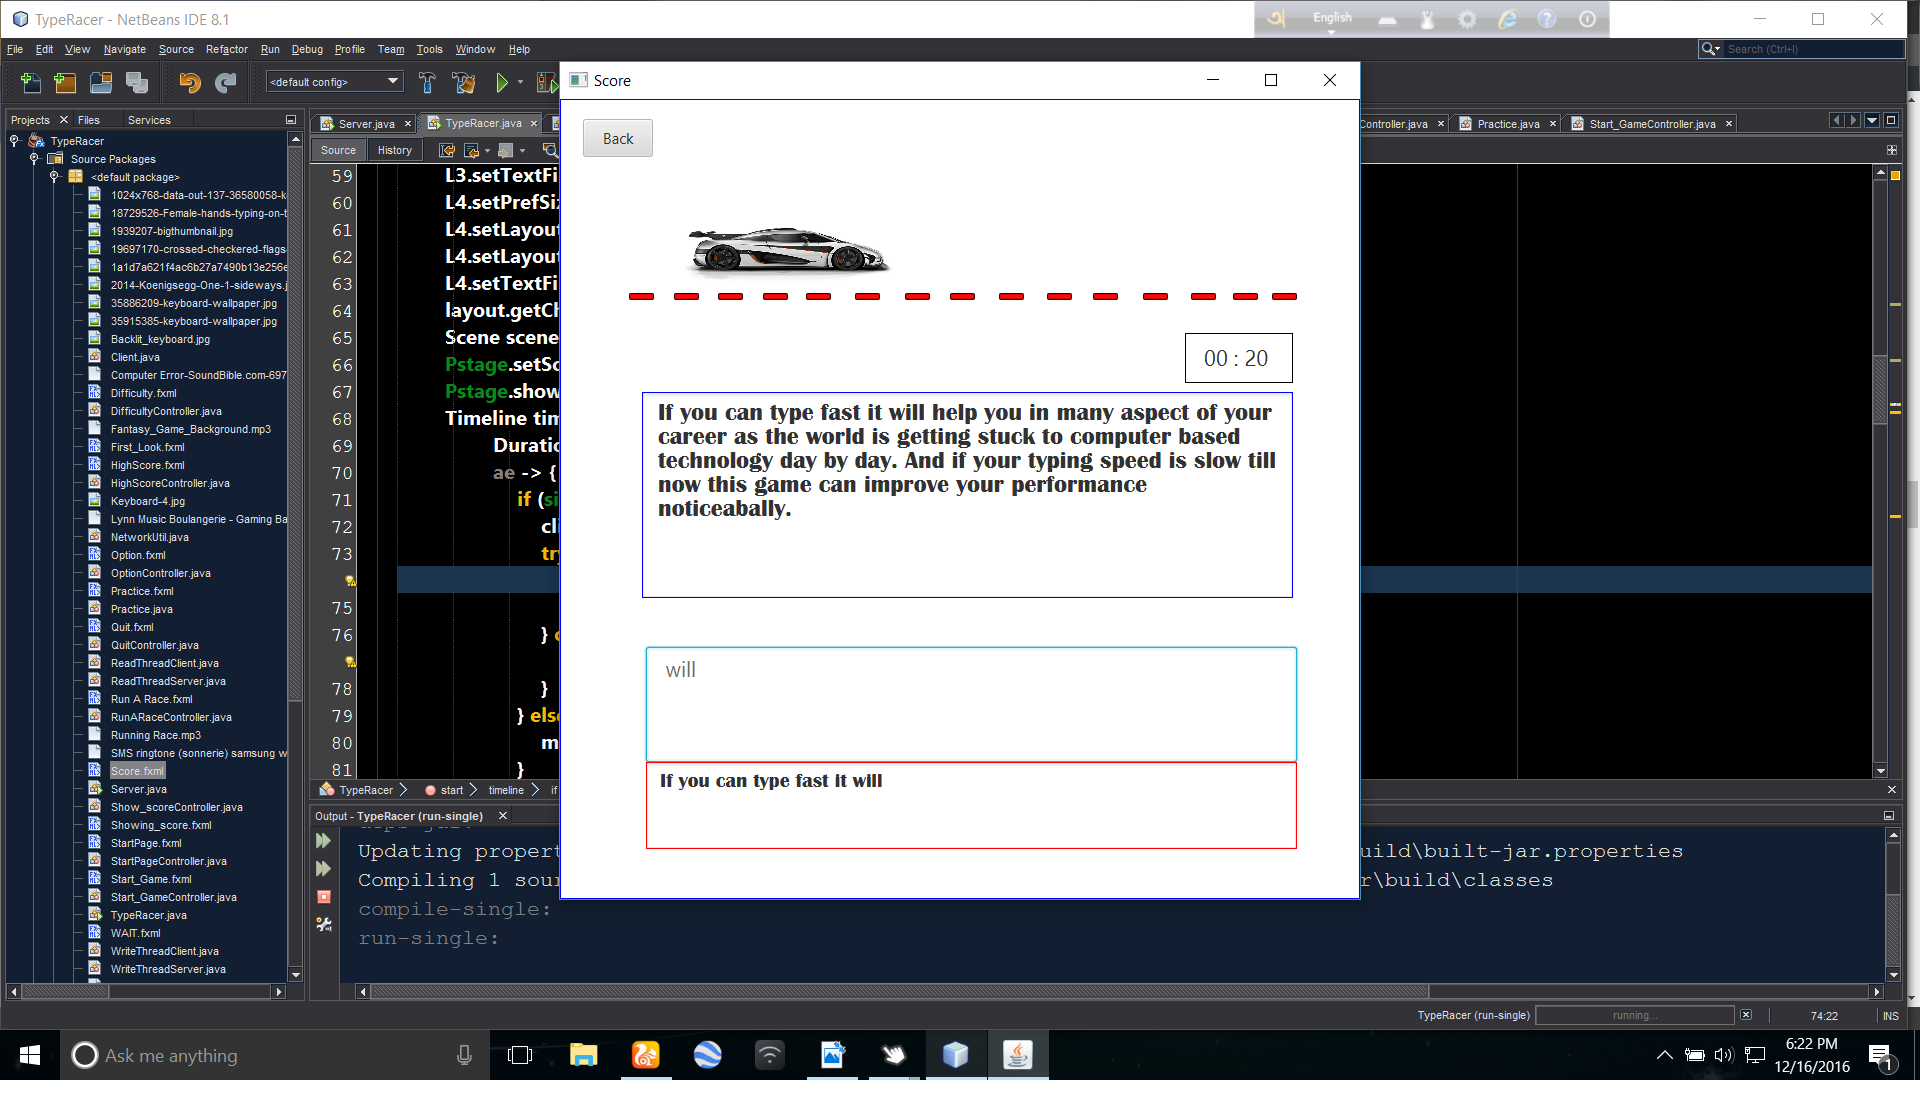 TypeRacer - NetBeans IDE 8.1
English
File Edit View Navigate Source Refactor Run Debug Profile Team Tools Window Help
Search (Ctrl+I)
<default config>
Score
Projects Files Services
Server.java TypeRacer.java
Controller.java Practice.java Start_GameController.java
Source History
Back
TypeRacer
Source Packages
<default package>
1024x768-data-out-137-36580058-k
18729526-Female-hands-typing-on-t
1939207-bigthumbnail.jpg
19697170-crossed-checkered-flags-
1a1d7a621f4ac6b27a7490b13e256e
2014-Koenigsegg-One-1-sideways.j
35886209-keyboard-wallpaper.jpg
35915385-keyboard-wallpaper.jpg
Backlit_keyboard.jpg
Client.java
Computer Error-SoundBible.com-697
Difficulty.fxml
DifficultyController.java
Fantasy_Game_Background.mp3
First_Look.fxml
HighScore.fxml
HighScoreController.java
Keyboard-4.jpg
Lynn Music Boulangerie - Gaming Ba
NetworkUtil.java
Option.fxml
OptionController.java
Practice.fxml
Practice.java
Quit.fxml
QuitController.java
ReadThreadClient.java
ReadThreadServer.java
Run A Race.fxml
RunARaceController.java
Running Race.mp3
SMS ringtone (sonnerie) samsung w
Score.fxml
Server.java
Show_scoreController.java
Showing_score.fxml
StartPage.fxml
StartPageController.java
Start_Game.fxml
Start_GameController.java
TypeRacer.java
WAIT.fxml
WriteThreadClient.java
WriteThreadServer.java
59 L3.setTextFi
60 L4.setPrefSi
61 L4.setLayout
62 L4.setLayout
63 L4.setTextFi
64 layout.getCh
65 Scene scene
66 Pstage.setSc
67 Pstage.show
68 Timeline tim
69 Duratio
70 ae -> {
71 if (si
72 cli
73 try
75
76 } c
78 }
79 } else
80 m
81 }
00 : 20
If you can type fast it will help you in many aspect of your
career as the world is getting stuck to computer based
technology day by day. And if your typing speed is slow till
now this game can improve your performance
noticeabally.
will
If you can type fast it will
TypeRacer start timeline if
Output - TypeRacer (run-single)
Updating propert uild\built-jar.properties
Compiling 1 sour r\build\classes
compile-single:
run-single:
TypeRacer (run-single) running... 74:22 INS
Ask me anything
6:22 PM
12/16/2016
1